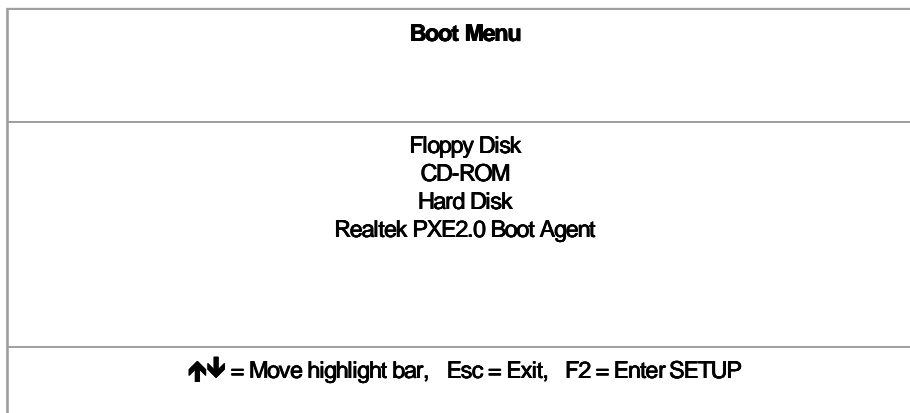 Boot Menu
Floppy Disk
CD-ROM
Hard Disk
Realtek PXE2.0 Boot Agent
🡹🡻 = Move highlight bar, Esc = Exit, F2 = Enter SETUP